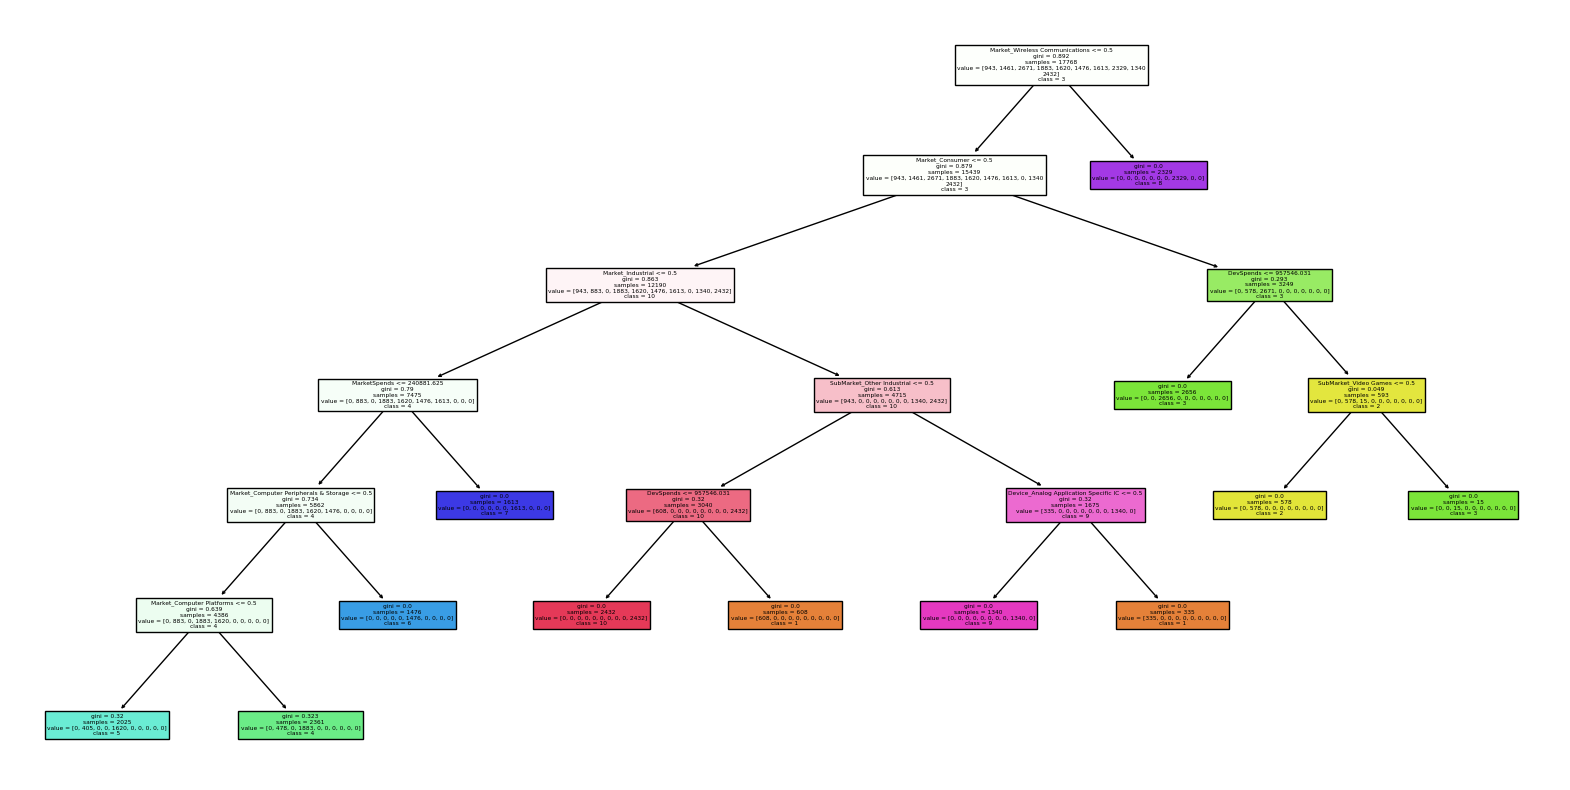 Market_Wireless Communications <= 0.5
gini = 0.892
samples = 17768
value = [943, 1461, 2671, 1883, 1620, 1476, 1613, 2329, 1340
2432]
class = 3
Market_Consumer <= 0.5
gini = 0.879
samples = 15439
value = [943, 1461, 2671, 1883, 1620, 1476, 1613, 0, 1340
2432]
class = 3
gini = 0.0
samples = 2329
value = [0, 0, 0, 0, 0, 0, 0, 2329, 0, 0]
class = 8
Market_Industrial <= 0.5
gini = 0.863
samples = 12190
value = [943, 883, 0, 1883, 1620, 1476, 1613, 0, 1340, 2432]
class = 10
DevSpends <= 957546.031
gini = 0.293
samples = 3249
value = [0, 578, 2671, 0, 0, 0, 0, 0, 0, 0]
class = 3
MarketSpends <= 240881.625
gini = 0.79
samples = 7475
value = [0, 883, 0, 1883, 1620, 1476, 1613, 0, 0, 0]
class = 4
SubMarket_Other Industrial <= 0.5
gini = 0.613
samples = 4715
value = [943, 0, 0, 0, 0, 0, 0, 0, 1340, 2432]
class = 10
gini = 0.0
samples = 2656
value = [0, 0, 2656, 0, 0, 0, 0, 0, 0, 0]
class = 3
SubMarket_Video Games <= 0.5
gini = 0.049
samples = 593
value = [0, 578, 15, 0, 0, 0, 0, 0, 0, 0]
class = 2
Market_Computer Peripherals & Storage <= 0.5
gini = 0.734
samples = 5862
value = [0, 883, 0, 1883, 1620, 1476, 0, 0, 0, 0]
class = 4
gini = 0.0
samples = 1613
value = [0, 0, 0, 0, 0, 0, 1613, 0, 0, 0]
class = 7
DevSpends <= 957546.031
gini = 0.32
samples = 3040
value = [608, 0, 0, 0, 0, 0, 0, 0, 0, 2432]
class = 10
Device_Analog Application Specific IC <= 0.5
gini = 0.32
samples = 1675
value = [335, 0, 0, 0, 0, 0, 0, 0, 1340, 0]
class = 9
gini = 0.0
samples = 578
value = [0, 578, 0, 0, 0, 0, 0, 0, 0, 0]
class = 2
gini = 0.0
samples = 15
value = [0, 0, 15, 0, 0, 0, 0, 0, 0, 0]
class = 3
Market_Computer Platforms <= 0.5
gini = 0.639
samples = 4386
value = [0, 883, 0, 1883, 1620, 0, 0, 0, 0, 0]
class = 4
gini = 0.0
samples = 1476
value = [0, 0, 0, 0, 0, 1476, 0, 0, 0, 0]
class = 6
gini = 0.0
samples = 2432
value = [0, 0, 0, 0, 0, 0, 0, 0, 0, 2432]
class = 10
gini = 0.0
samples = 608
value = [608, 0, 0, 0, 0, 0, 0, 0, 0, 0]
class = 1
gini = 0.0
samples = 1340
value = [0, 0, 0, 0, 0, 0, 0, 0, 1340, 0]
class = 9
gini = 0.0
samples = 335
value = [335, 0, 0, 0, 0, 0, 0, 0, 0, 0]
class = 1
gini = 0.32
samples = 2025
value = [0, 405, 0, 0, 1620, 0, 0, 0, 0, 0]
class = 5
gini = 0.323
samples = 2361
value = [0, 478, 0, 1883, 0, 0, 0, 0, 0, 0]
class = 4